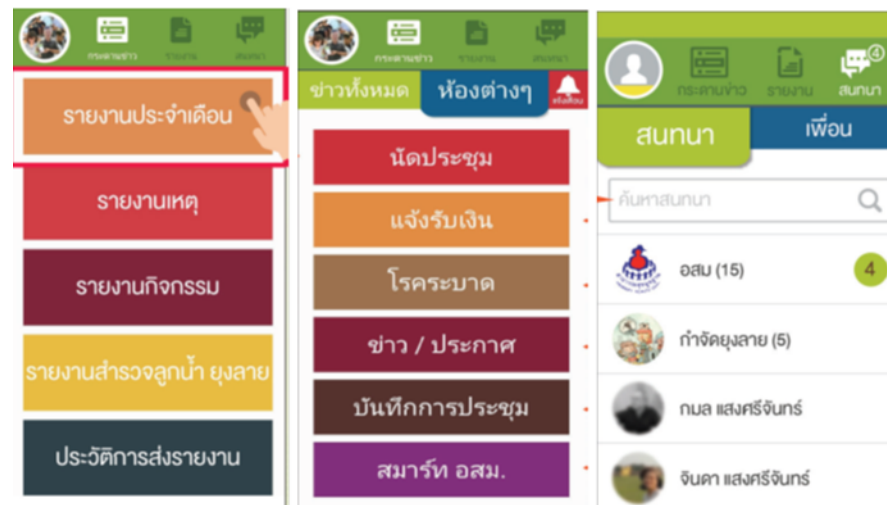 กระดานข่าว
รายงาน
สนทนา
รายงานประจำเดือน
รายงานเหตุ
รายงานกิจกรรม
รายงานสำรวจลูกน้ำ ยุงลาย
ประวัติการส่งรายงาน
กระดานข่าว
รายงาน
สนทนา
ข่าวทั้งหมด
ห้องต่างๆ
นัดประชุม
แจ้งรับเงิน
โรคระบาด
ข่าว / ประกาศ
บันทึกการประชุม
สมาร์ท อสม.
กระดานข่าว
รายงาน
สนทนา
4
สนทนา
เพื่อน
ค้นหาสนทนา
อสม (15)
4
กำจัดยุงลาย (5)
กมล แสงศรีจันทร์
จินดา แสงศรีจันทร์